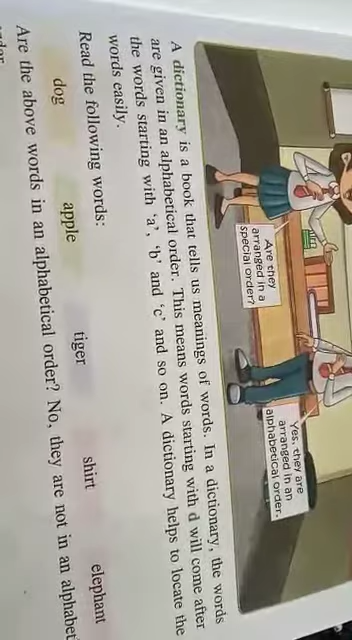 Are they
arranged in a
special order?
Yes, they are
arranged in an
alphabetical order.
A dictionary is a book that tells us meanings of words. In a dictionary, the words
are given in an alphabetical order. This means words starting with d will come after
the words starting with 'a', 'b' and 'c' and so on. A dictionary helps to locate the
words easily.
Read the following words:
dog apple tiger shirt elephant
Are the above words in an alphabetical order? No, they are not in an